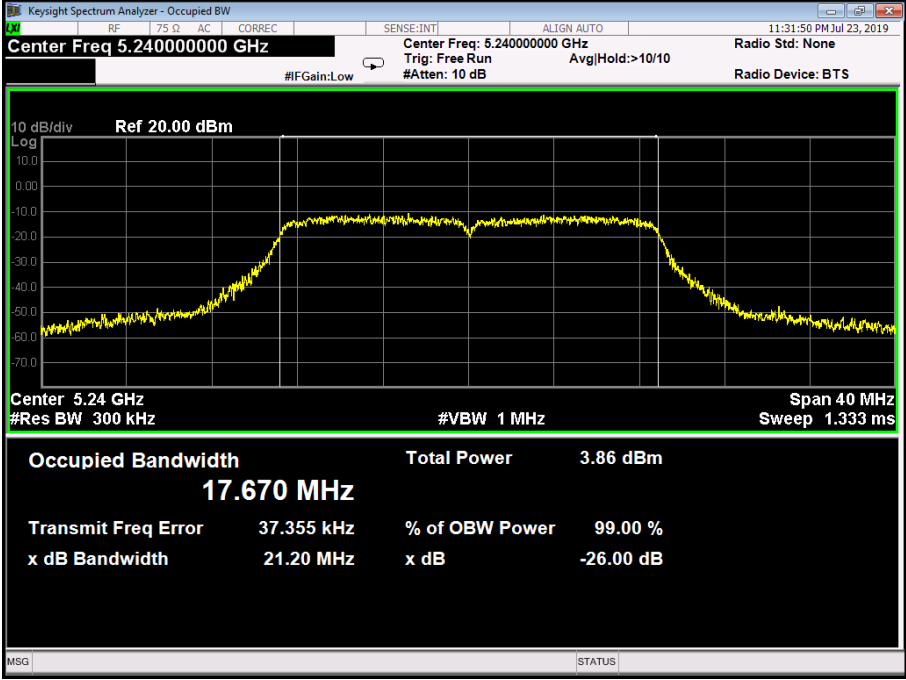 Keysight Spectrum Analyzer - Occupied BW
LXI RF 75 Ω AC CORREC SENSE:INT ALIGN AUTO 11:31:50 PM Jul 23, 2019
Center Freq 5.240000000 GHz Center Freq: 5.240000000 GHz Radio Std: None
Trig: Free Run Avg|Hold:>10/10
#IFGain:Low #Atten: 10 dB Radio Device: BTS
10 dB/div Ref 20.00 dBm
Log
10.0
0.00
-10.0
-20.0
-30.0
-40.0
-50.0
-60.0
-70.0
Center 5.24 GHz Span 40 MHz
#Res BW 300 kHz #VBW 1 MHz Sweep 1.333 ms
Occupied Bandwidth Total Power 3.86 dBm
17.670 MHz
Transmit Freq Error 37.355 kHz % of OBW Power 99.00 %
x dB Bandwidth 21.20 MHz x dB -26.00 dB
MSG STATUS